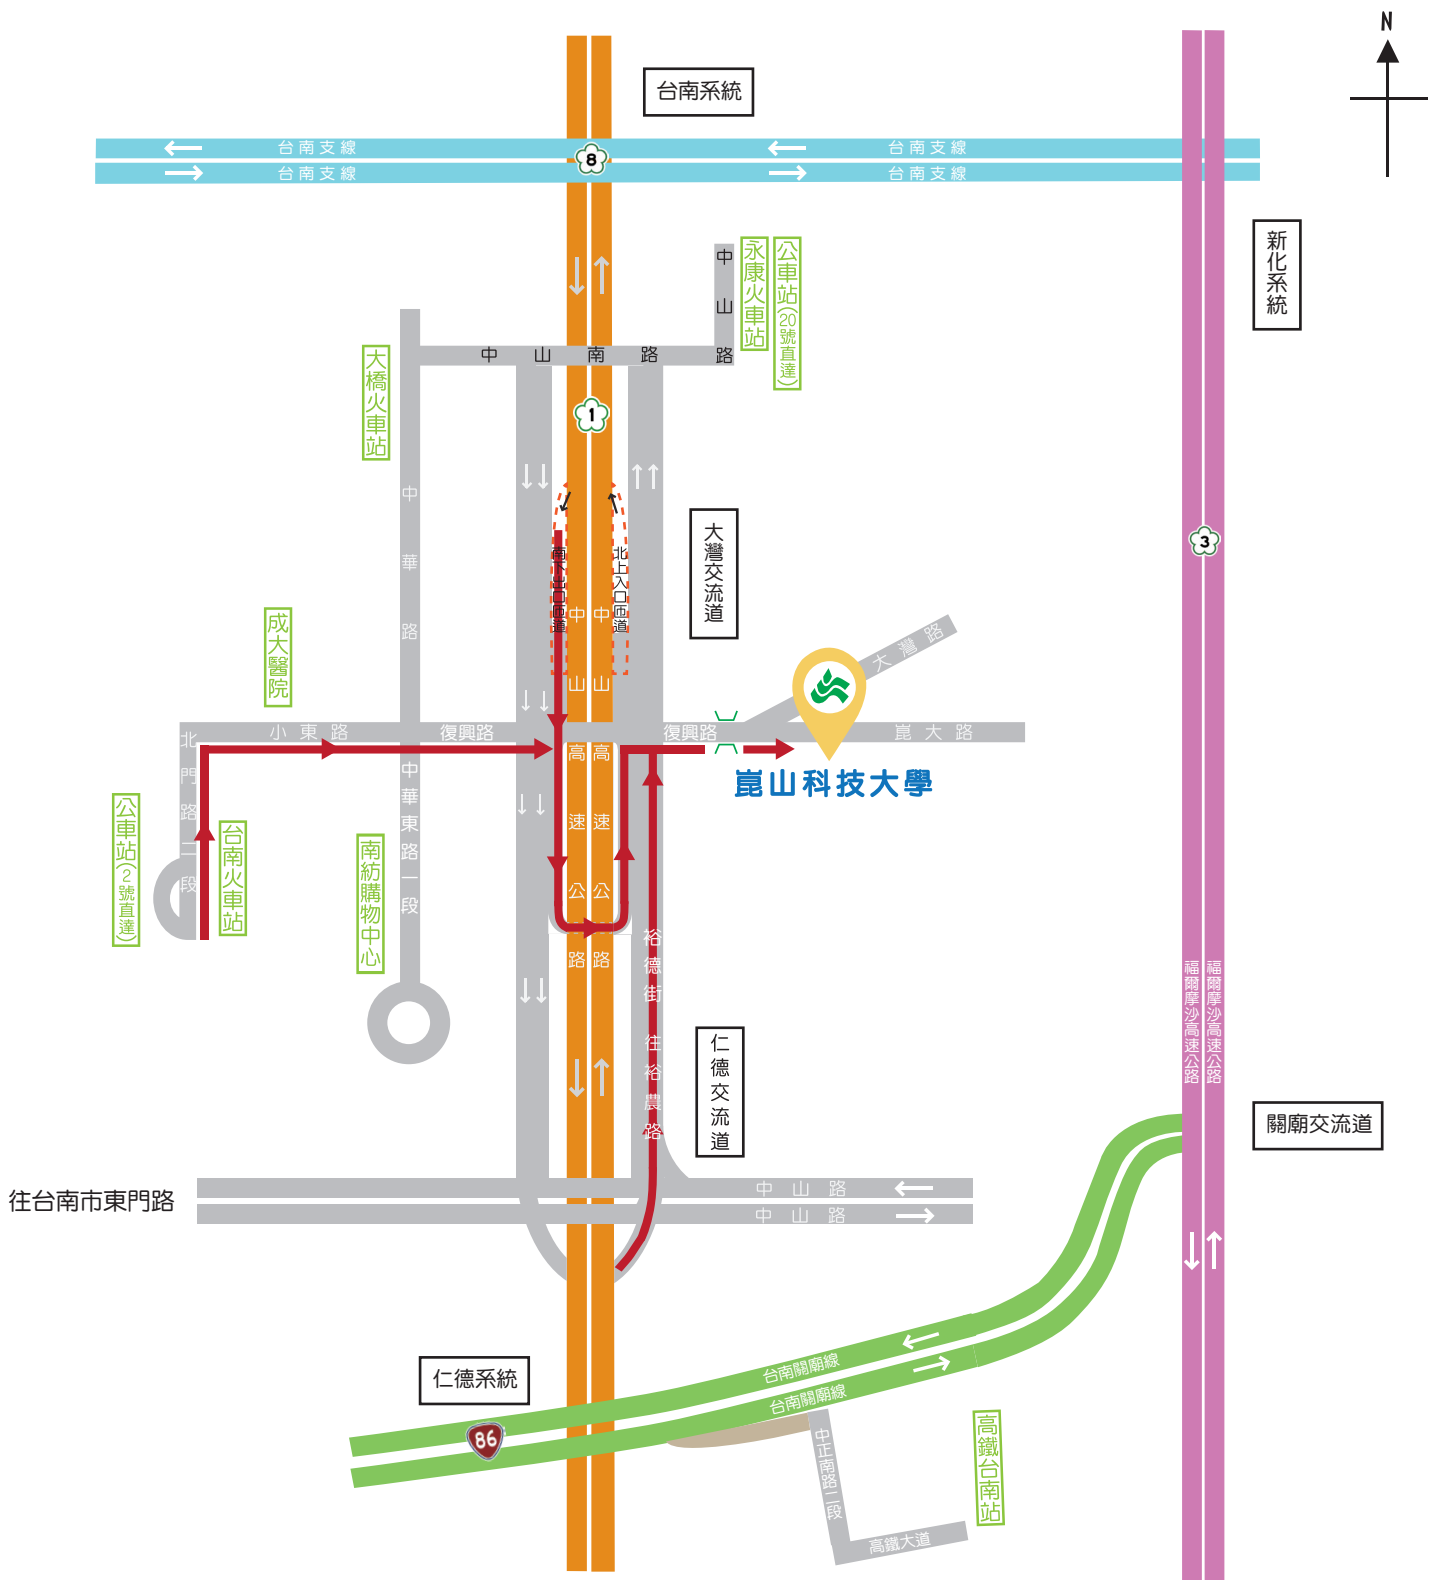 N
台南系統
台南支線
台南支線
台南支線
台南支線
8
新化系統
中山路
永康火車站
公車站(20號直達)
中山南路
大橋火車站
1
中華路
大灣交流道
3
南下出口匝道
北上入口匝道
中山高速公路
中山高速公路
成大醫院
大灣路
小東路
復興路
復興路
崑大路
北門路二段
中華東路一段
崑山科技大學
公車站(2號直達)
台南火車站
南紡購物中心
裕德街
往裕農路
福爾摩沙高速公路
福爾摩沙高速公路
仁德交流道
關廟交流道
往台南市東門路
中山路
中山路
仁德系統
台南關廟線
台南關廟線
86
中正南路二段
高鐵台南站
高鐵大道